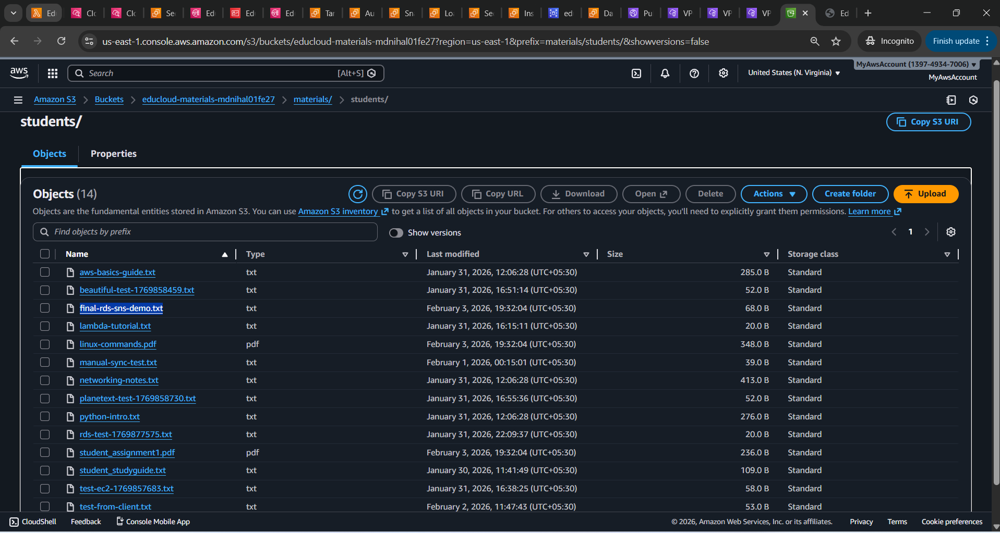 Ed
Clo
Clo
Se
Ed
Ed
Ed
Tar
Au
Sn
Loa
Se
Ins
ed
Da
Pu
VP
VP
VP
Ed
us-east-1.console.aws.amazon.com/s3/buckets/educloud-materials-mdnihal01fe27?region=us-east-1&prefix=materials/students/&showversions=false
Incognito
Finish update
aws
Search [Alt+S]
United States (N. Virginia)
MyAwsAccount (1397-4934-7006)
MyAwsAccount
Amazon S3 Buckets educloud-materials-mdnihal01fe27 materials/ students/
students/
Copy S3 URI
Objects Properties
Objects (14)
Copy S3 URI Copy URL Download Open Delete Actions Create folder Upload
Objects are the fundamental entities stored in Amazon S3. You can use Amazon S3 inventory to get a list of all objects in your bucket. For others to access your objects, you'll need to explicitly grant them permissions. Learn more
Find objects by prefix Show versions 1
Name Type Last modified Size Storage class
aws-basics-guide.txt txt January 31, 2026, 12:06:28 (UTC+05:30) 285.0 B Standard
beautiful-test-1769858459.txt txt January 31, 2026, 16:51:14 (UTC+05:30) 52.0 B Standard
final-rds-sns-demo.txt txt February 3, 2026, 19:32:04 (UTC+05:30) 68.0 B Standard
lambda-tutorial.txt txt January 31, 2026, 16:15:11 (UTC+05:30) 20.0 B Standard
linux-commands.pdf pdf February 3, 2026, 19:32:04 (UTC+05:30) 348.0 B Standard
manual-sync-test.txt txt February 1, 2026, 00:15:01 (UTC+05:30) 39.0 B Standard
networking-notes.txt txt January 31, 2026, 12:06:28 (UTC+05:30) 413.0 B Standard
planetext-test-1769858730.txt txt January 31, 2026, 16:55:36 (UTC+05:30) 52.0 B Standard
python-intro.txt txt January 31, 2026, 12:06:28 (UTC+05:30) 276.0 B Standard
rds-test-1769877575.txt txt January 31, 2026, 22:09:37 (UTC+05:30) 20.0 B Standard
student_assignment1.pdf pdf February 3, 2026, 19:32:04 (UTC+05:30) 236.0 B Standard
student_studyguide.txt txt January 30, 2026, 11:41:49 (UTC+05:30) 109.0 B Standard
test-ec2-1769857683.txt txt January 31, 2026, 16:38:25 (UTC+05:30) 58.0 B Standard
test-from-client.txt txt February 2, 2026, 11:47:43 (UTC+05:30) 53.0 B Standard
CloudShell Feedback Console Mobile App © 2026, Amazon Web Services, Inc. or its affiliates. Privacy Terms Cookie preferences